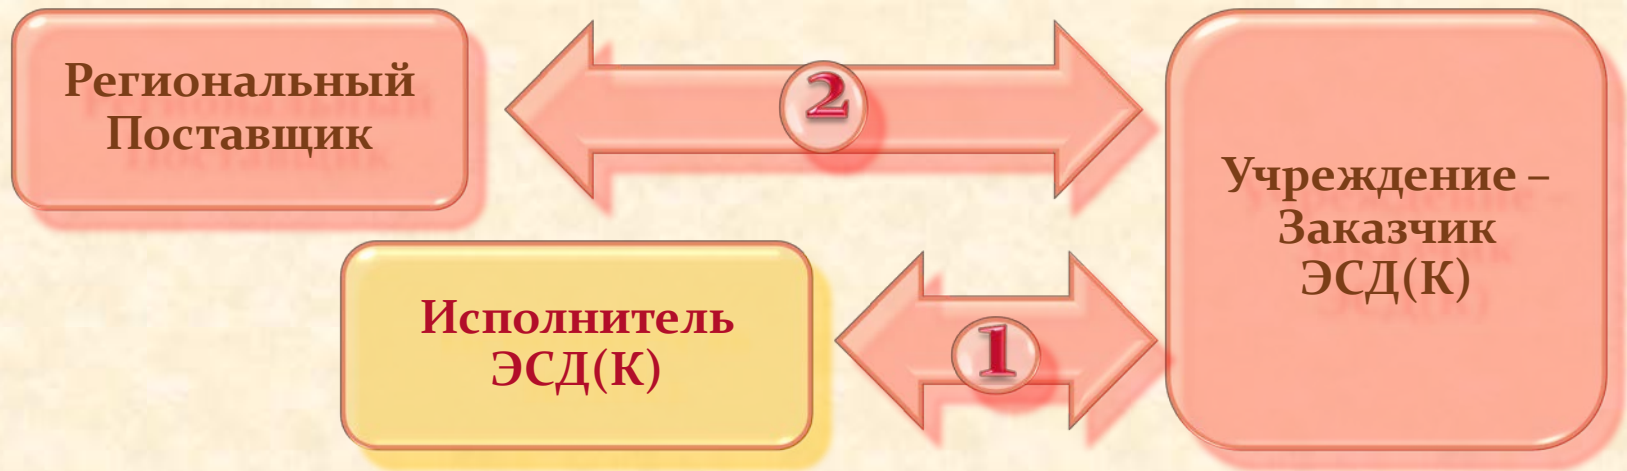 Региональный
Поставщик
2
Учреждение –
Заказчик
ЭСД(К)
Исполнитель
ЭСД(К)
1